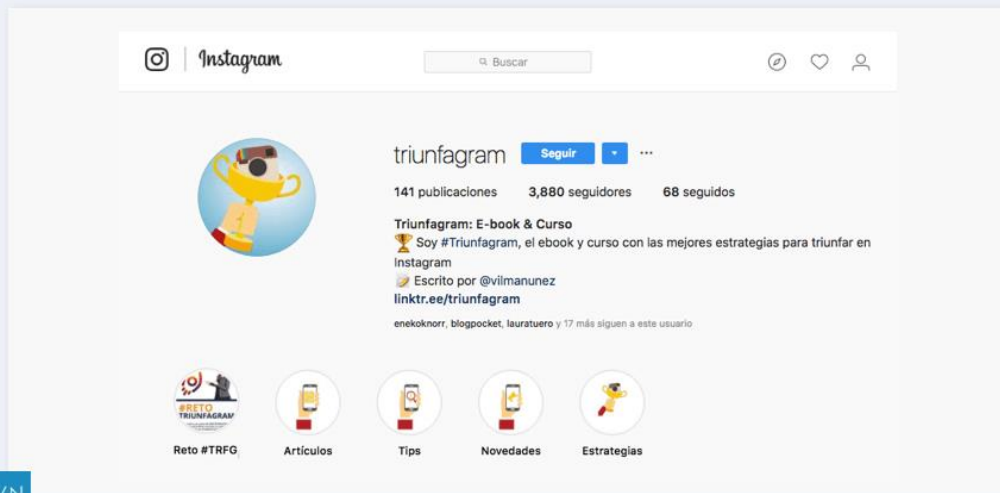 Instagram
Buscar
triunfagram Seguir ...
141 publicaciones 3,880 seguidores 68 seguidos
Triunfagram: E-book & Curso
🏆 Soy #Triunfagram, el ebook y curso con las mejores estrategias para triunfar en
Instagram
📝 Escrito por @vilmanunez
linktr.ee/triunfagram
enekoknorr, blogpocket, lauratuero y 17 más siguen a este usuario
#RETO
TRIUNFAGRAM
Reto #TRFG Artículos Tips Novedades Estrategias